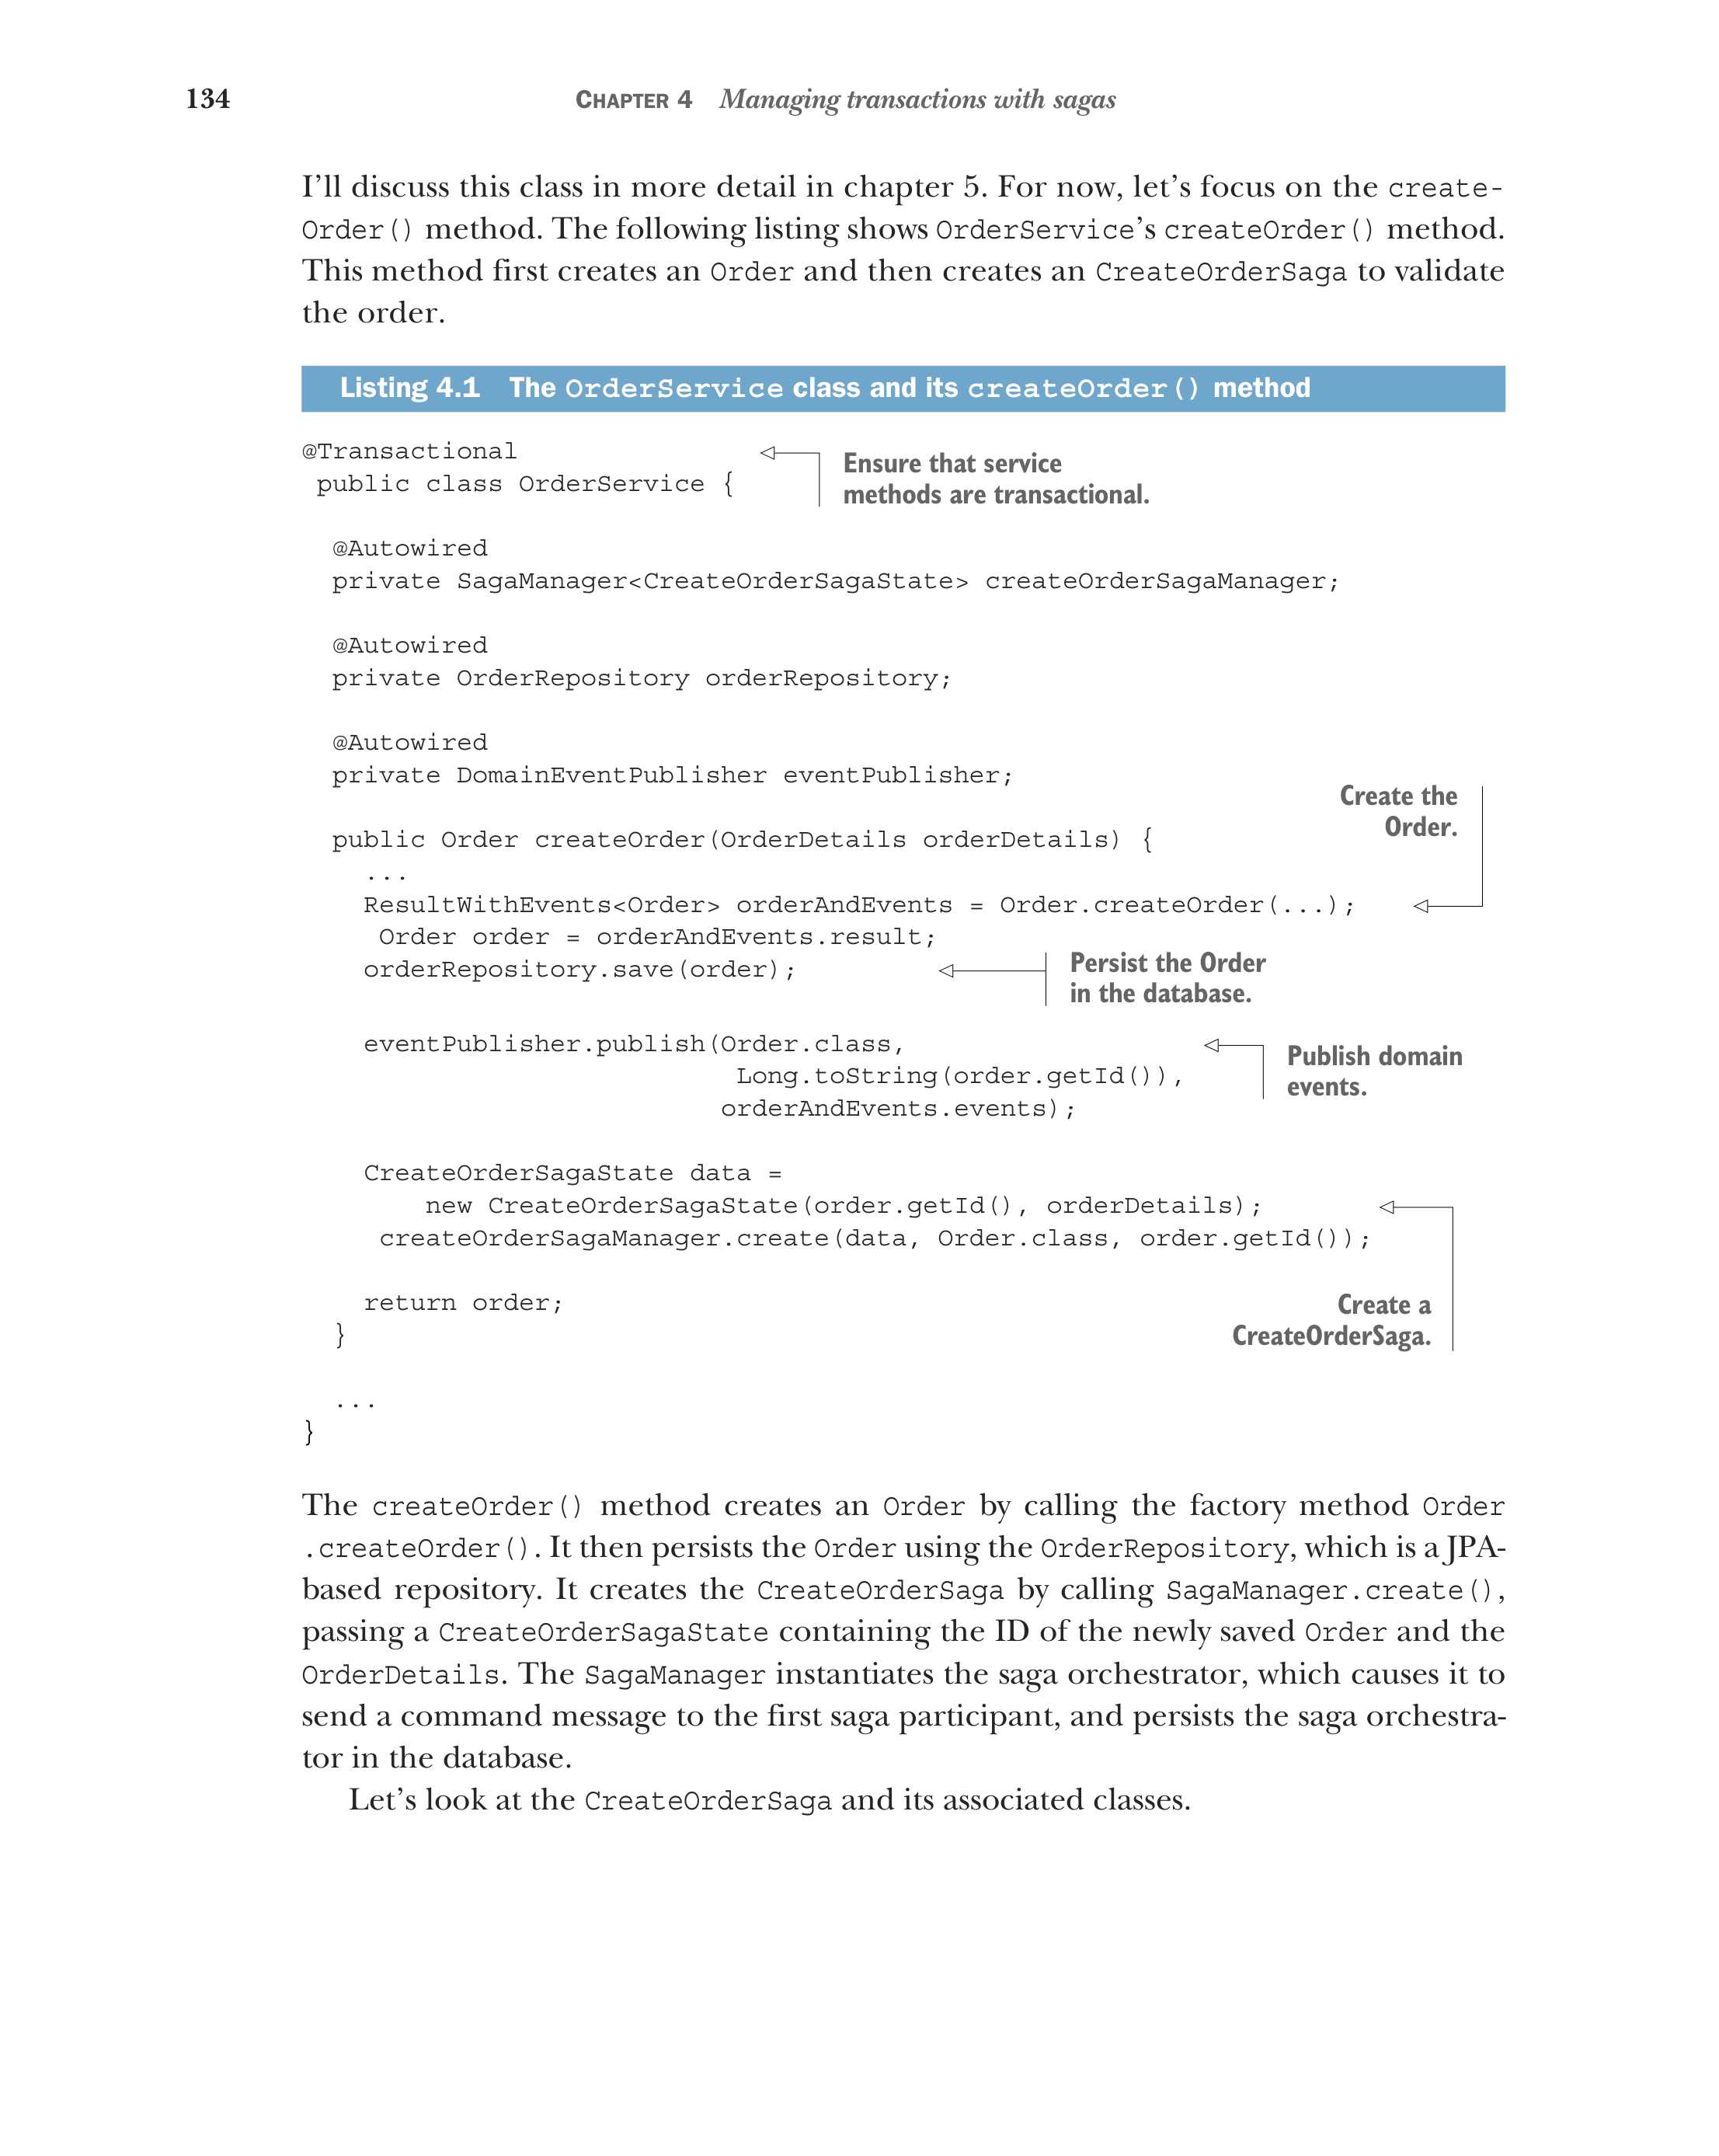 134
CHAPTER 4 Managing transactions with sagas
I’ll discuss this class in more detail in chapter 5. For now, let’s focus on the create-
Order() method. The following listing shows OrderService’s createOrder() method.
This method first creates an Order and then creates an CreateOrderSaga to validate
the order.
Listing 4.1 The OrderService class and its createOrder() method
@Transactional
public class OrderService {
Ensure that service
methods are transactional.
@Autowired
private SagaManager<CreateOrderSagaState> createOrderSagaManager;
@Autowired
private OrderRepository orderRepository;
@Autowired
private DomainEventPublisher eventPublisher;
Create the
Order.
public Order createOrder(OrderDetails orderDetails) {
...
ResultWithEvents<Order> orderAndEvents = Order.createOrder(...);
Order order = orderAndEvents.result;
orderRepository.save(order);
Persist the Order
in the database.
eventPublisher.publish(Order.class,
Long.toString(order.getId()),
orderAndEvents.events);
Publish domain
events.
CreateOrderSagaState data =
new CreateOrderSagaState(order.getId(), orderDetails);
createOrderSagaManager.create(data, Order.class, order.getId());
return order;
}
Create a
CreateOrderSaga.
...
}
The createOrder() method creates an Order by calling the factory method Order
.createOrder(). It then persists the Order using the OrderRepository, which is a JPA-
based repository. It creates the CreateOrderSaga by calling SagaManager.create(),
passing a CreateOrderSagaState containing the ID of the newly saved Order and the
OrderDetails. The SagaManager instantiates the saga orchestrator, which causes it to
send a command message to the first saga participant, and persists the saga orchestra-
tor in the database.
Let’s look at the CreateOrderSaga and its associated classes.